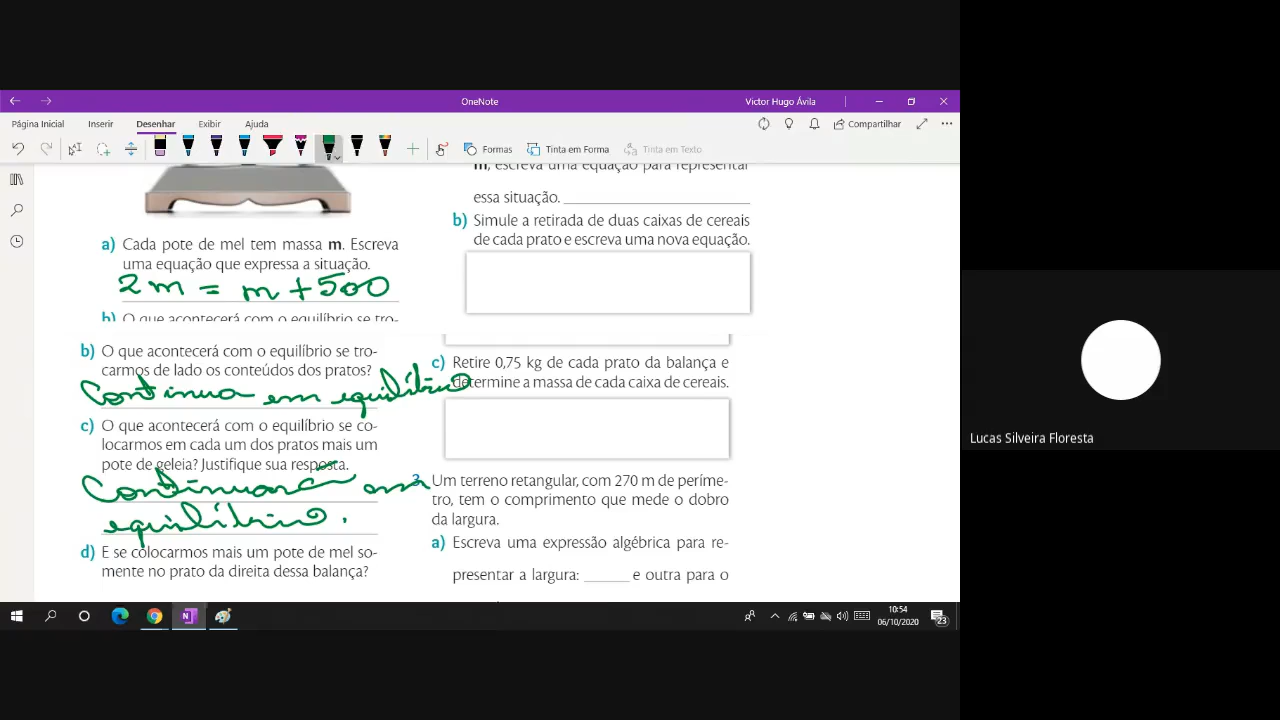 OneNote
Victor Hugo Ávila
Página Inicial Inserir Desenhar Exibir Ajuda
Compartilhar
Formas Tinta em Forma Tinta em Texto
a) Cada pote de mel tem massa m. Escreva
uma equação que expressa a situação.
2m = m + 500
b) O que acontecerá com o equilíbrio se tro-
b) O que acontecerá com o equilíbrio se tro-
carmos de lado os conteúdos dos pratos?
Continua em equilíbrio
c) O que acontecerá com o equilíbrio se co-
locarmos em cada um dos pratos mais um
pote de geleia? Justifique sua resposta.
Continuará em
equilíbrio.
d) E se colocarmos mais um pote de mel so-
mente no prato da direita dessa balança?
m, escreva uma equação para representar
essa situação.
b) Simule a retirada de duas caixas de cereais
de cada prato e escreva uma nova equação.
c) Retire 0,75 kg de cada prato da balança e
determine a massa de cada caixa de cereais.
3 Um terreno retangular, com 270 m de períme-
tro, tem o comprimento que mede o dobro
da largura.
a) Escreva uma expressão algébrica para re-
presentar a largura: ______ e outra para o
10:54
06/10/2020
23
Lucas Silveira Floresta